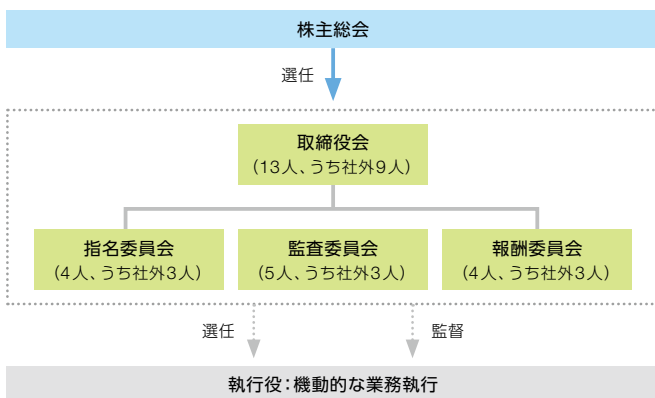 株主総会
選任
取締役会
（13人、うち社外9人）
指名委員会
（4人、うち社外3人）
監査委員会
（5人、うち社外3人）
報酬委員会
（4人、うち社外3人）
選任
監督
執行役：機動的な業務執行